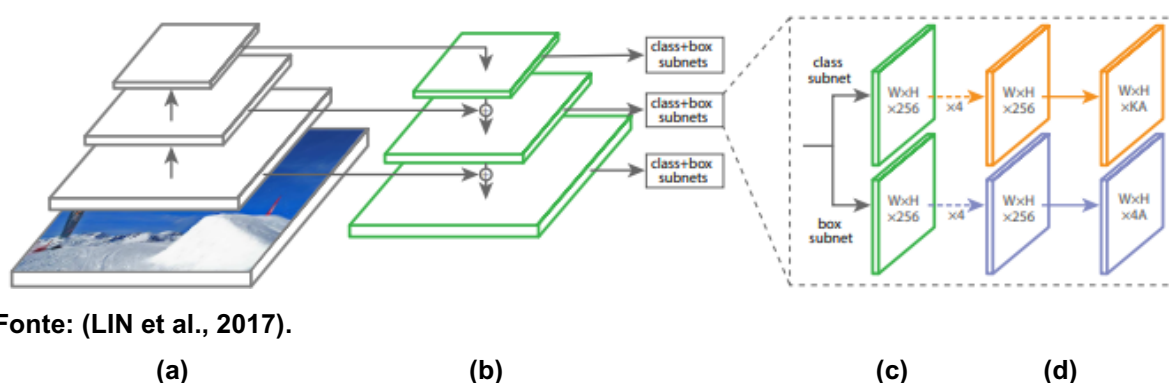 class+box
subnets
class+box
subnets
class+box
subnets
class
subnet
W×H
×256
×4
W×H
×256
W×H
×KA
box
subnet
W×H
×256
×4
W×H
×256
W×H
×4A
Fonte: (LIN et al., 2017).
(a) (b) (c) (d)